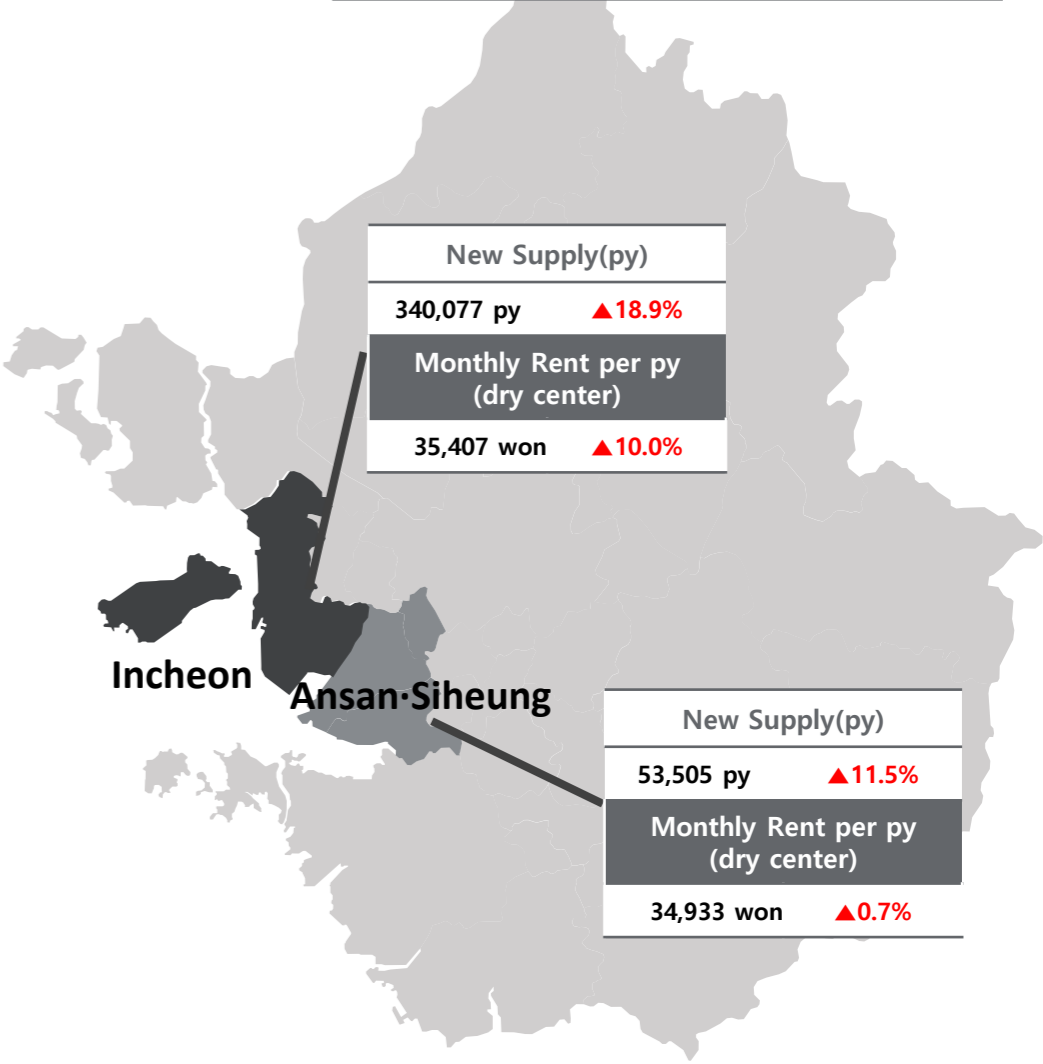 New Supply(py)
340,077 py ▲18.9%
Monthly Rent per py
(dry center)
35,407 won ▲10.0%
Incheon
Ansan·Siheung
New Supply(py)
53,505 py ▲11.5%
Monthly Rent per py
(dry center)
34,933 won ▲0.7%